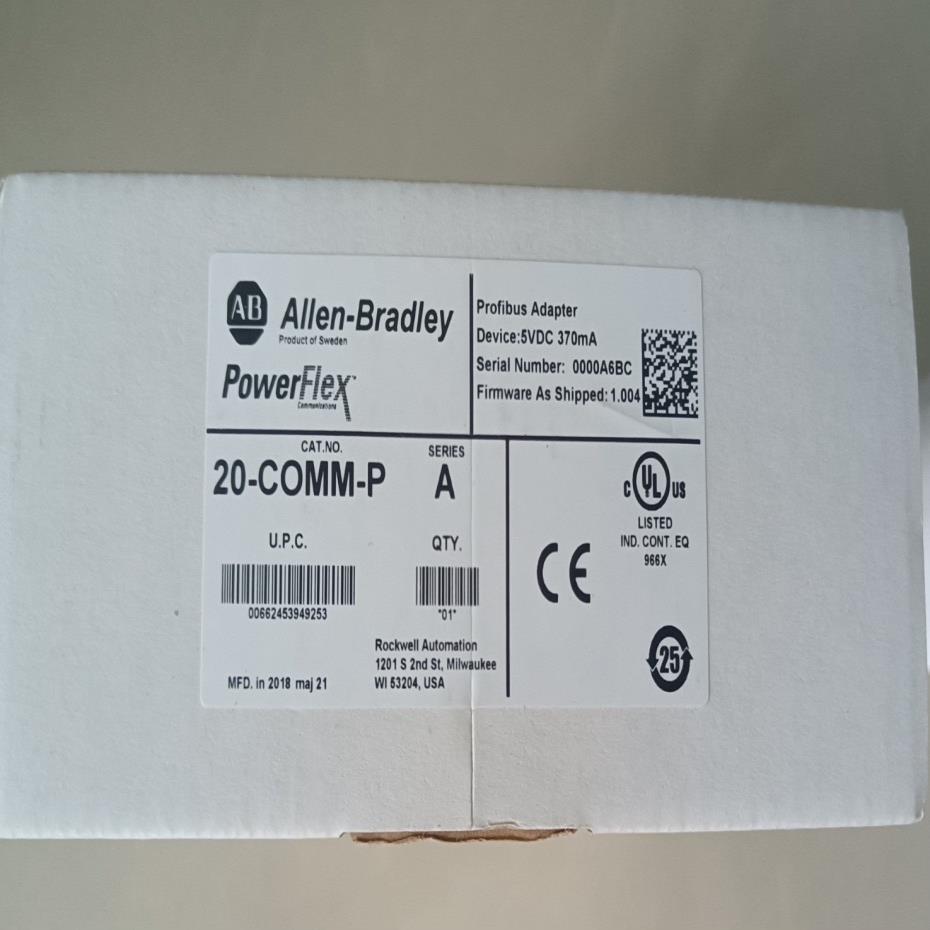 AB
Allen-Bradley
Product of Sweden
PowerFlex™
Communications
Profibus Adapter
Device:5VDC 370mA
Serial Number: 0000A6BC
Firmware As Shipped:1.004
CAT.NO.
20-COMM-P
SERIES
A
U.P.C.
00662453949253
QTY.
"01"
Rockwell Automation
1201 S 2nd St, Milwaukee
WI 53204, USA
MFD. in 2018 maj 21
CE
C UL US
LISTED
IND. CONT. EQ
966X
25